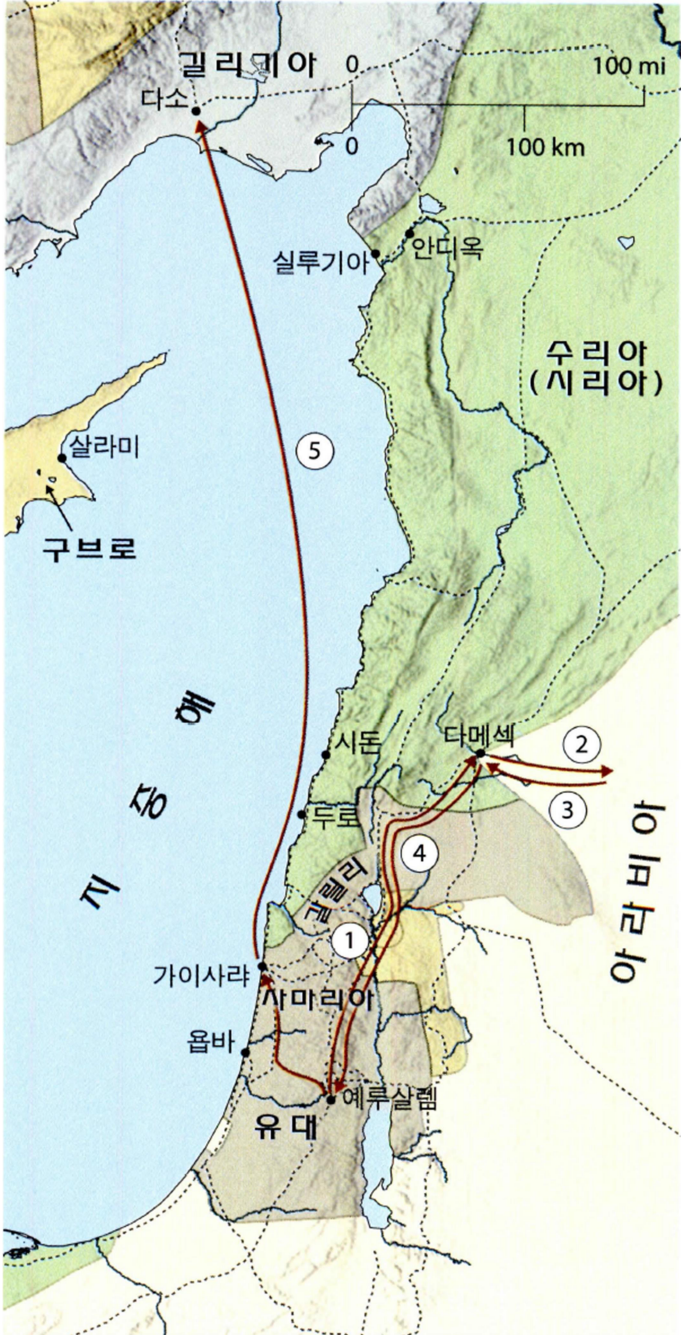 길리기아
0
100 mi
다소
0
100 km
안디옥
실루기아
수리아
(시리아)
살라미
⑤
구브로
지중해
시돈
다메섹
②
③
두로
④
아라비아
갈릴리
①
가이사랴
사마리아
욥바
예루살렘
유대